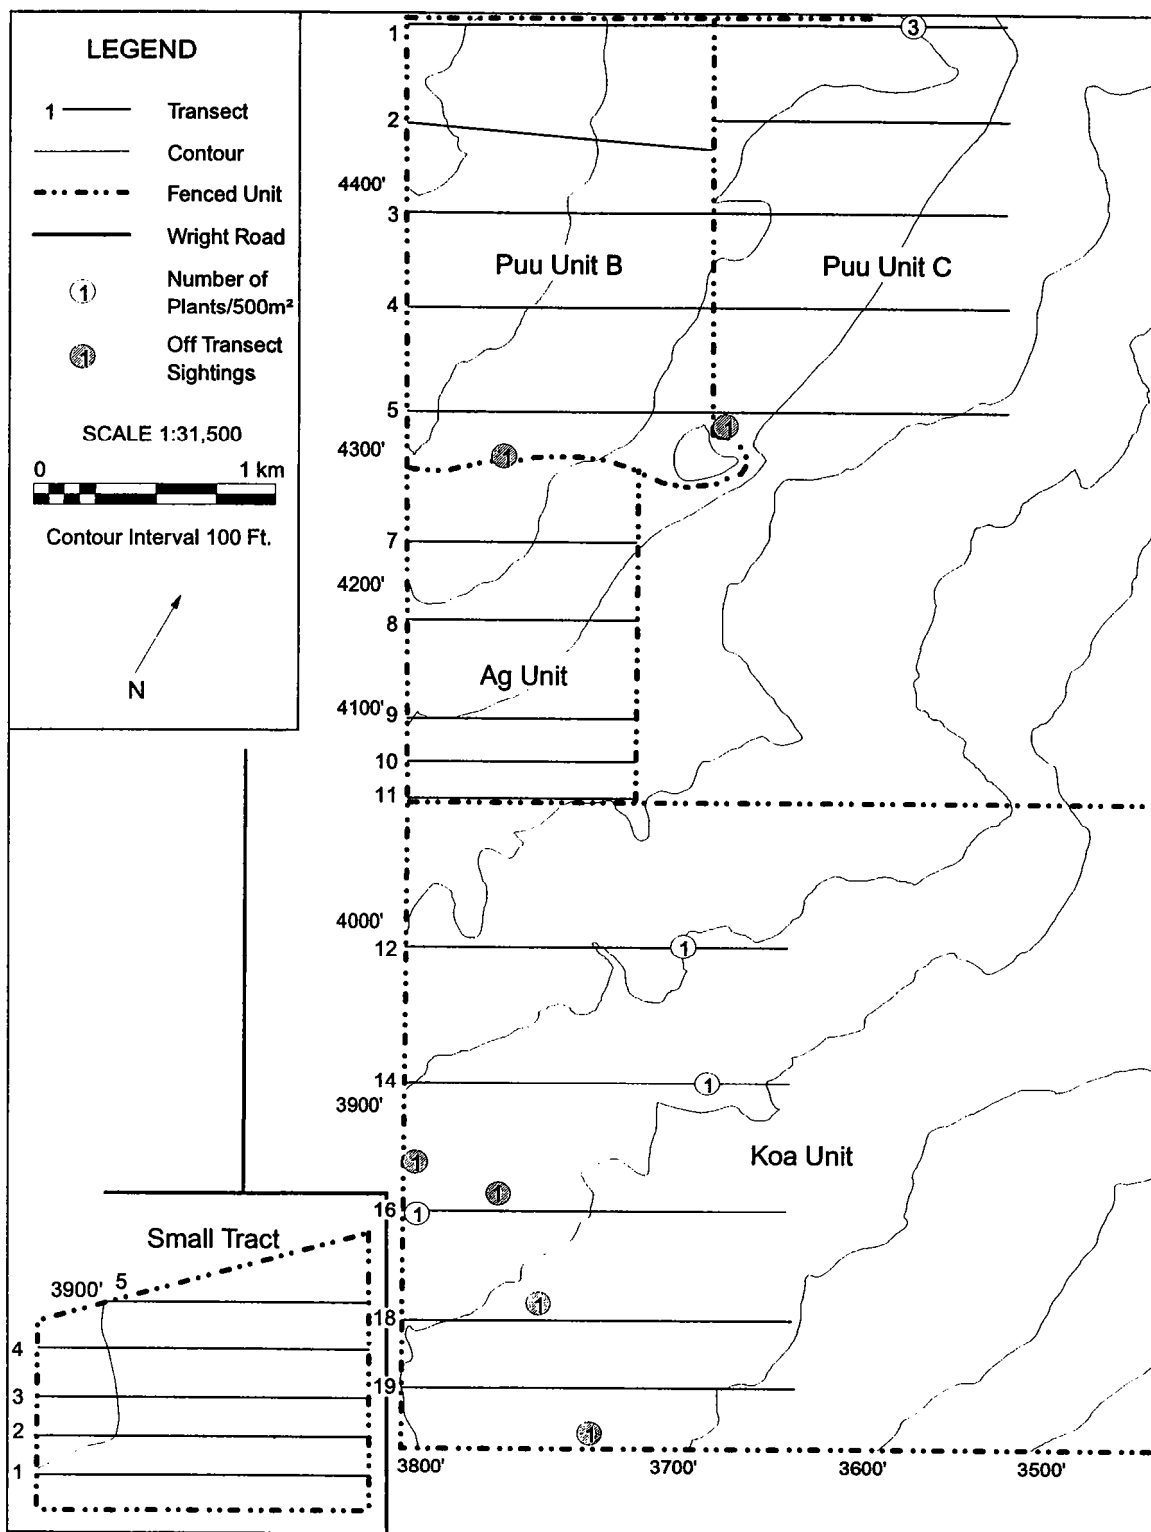 LEGEND
1 Transect
Contour
Fenced Unit
Wright Road
1 Number of
Plants/500m²
1 Off Transect
Sightings
SCALE 1:31,500
0 1 km
Contour Interval 100 Ft.
N
1
3
2
4400'
3
Puu Unit B
Puu Unit C
4
5
1
4300'
1
7
4200'
8
Ag Unit
4100'
9
10
11
4000'
12
1
14
1
3900'
Koa Unit
1
1
16
1
Small Tract
3900'
5
1
18
4
19
3
2
1
1
3800'
3700'
3600'
3500'